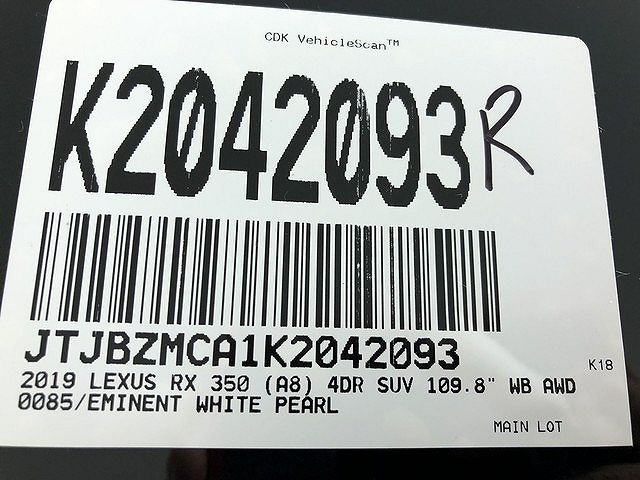 CDK VehicleScan™
K2042093 R
JTJBZMCA1K2042093
K18
2019 LEXUS RX 350 (A8) 4DR SUV 109.8" WB AWD
0085/EMINENT WHITE PEARL
MAIN LOT